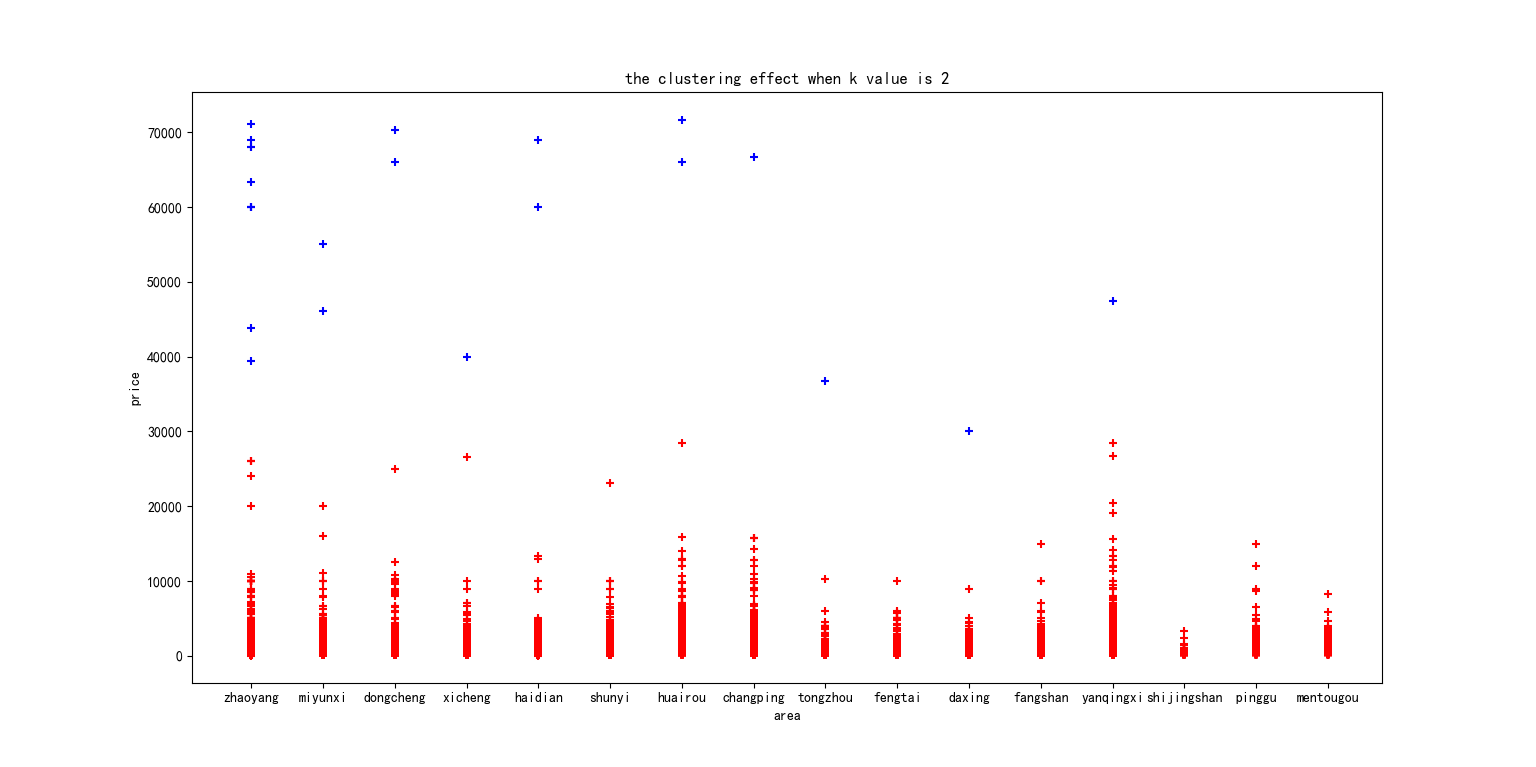 the clustering effect when k value is 2
70000
60000
50000
40000
30000
20000
10000
0
price
zhaoyang miyunxi dongcheng xicheng haidian shunyi huairou changping tongzhou fengtai daxing fangshan yanqingxi shijingshan pinggu mentougou
area